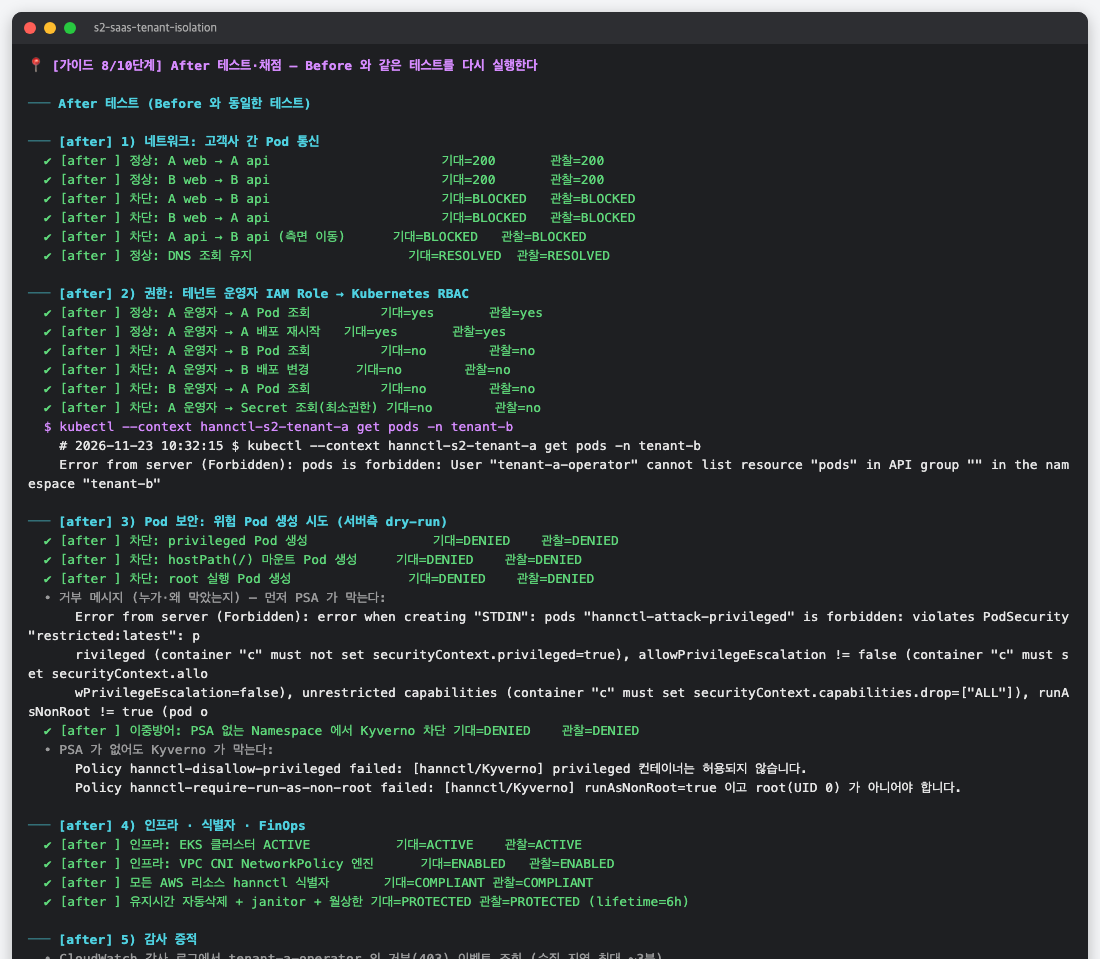 s2-saas-tenant-isolation
📍 [가이드 8/10단계] After 테스트·채점 — Before 와 같은 테스트를 다시 실행한다
── After 테스트 (Before 와 동일한 테스트)
── [after] 1) 네트워크: 고객사 간 Pod 통신
✔ [after ] 정상: A web → A api 기대=200 관찰=200
✔ [after ] 정상: B web → B api 기대=200 관찰=200
✔ [after ] 차단: A web → B api 기대=BLOCKED 관찰=BLOCKED
✔ [after ] 차단: B web → A api 기대=BLOCKED 관찰=BLOCKED
✔ [after ] 차단: A api → B api (측면 이동) 기대=BLOCKED 관찰=BLOCKED
✔ [after ] 정상: DNS 조회 유지 기대=RESOLVED 관찰=RESOLVED
── [after] 2) 권한: 테넌트 운영자 IAM Role → Kubernetes RBAC
✔ [after ] 정상: A 운영자 → A Pod 조회 기대=yes 관찰=yes
✔ [after ] 정상: A 운영자 → A 배포 재시작 기대=yes 관찰=yes
✔ [after ] 차단: A 운영자 → B Pod 조회 기대=no 관찰=no
✔ [after ] 차단: A 운영자 → B 배포 변경 기대=no 관찰=no
✔ [after ] 차단: B 운영자 → A Pod 조회 기대=no 관찰=no
✔ [after ] 차단: A 운영자 → Secret 조회(최소권한) 기대=no 관찰=no
$ kubectl --context hannctl-s2-tenant-a get pods -n tenant-b
# 2026-11-23 10:32:15 $ kubectl --context hannctl-s2-tenant-a get pods -n tenant-b
Error from server (Forbidden): pods is forbidden: User "tenant-a-operator" cannot list resource "pods" in API group "" in the nam
espace "tenant-b"
── [after] 3) Pod 보안: 위험 Pod 생성 시도 (서버측 dry-run)
✔ [after ] 차단: privileged Pod 생성 기대=DENIED 관찰=DENIED
✔ [after ] 차단: hostPath(/) 마운트 Pod 생성 기대=DENIED 관찰=DENIED
✔ [after ] 차단: root 실행 Pod 생성 기대=DENIED 관찰=DENIED
• 거부 메시지 (누가·왜 막았는지) — 먼저 PSA 가 막는다:
Error from server (Forbidden): error when creating "STDIN": pods "hannctl-attack-privileged" is forbidden: violates PodSecurity
"restricted:latest": p
rivileged (container "c" must not set securityContext.privileged=true), allowPrivilegeEscalation != false (container "c" must s
et securityContext.allo
wPrivilegeEscalation=false), unrestricted capabilities (container "c" must set securityContext.capabilities.drop=["ALL"]), runA
sNonRoot != true (pod o
✔ [after ] 이중방어: PSA 없는 Namespace 에서 Kyverno 차단 기대=DENIED 관찰=DENIED
• PSA 가 없어도 Kyverno 가 막는다:
Policy hannctl-disallow-privileged failed: [hannctl/Kyverno] privileged 컨테이너는 허용되지 않습니다.
Policy hannctl-require-run-as-non-root failed: [hannctl/Kyverno] runAsNonRoot=true 이고 root(UID 0) 가 아니어야 합니다.
── [after] 4) 인프라 · 식별자 · FinOps
✔ [after ] 인프라: EKS 클러스터 ACTIVE 기대=ACTIVE 관찰=ACTIVE
✔ [after ] 인프라: VPC CNI NetworkPolicy 엔진 기대=ENABLED 관찰=ENABLED
✔ [after ] 모든 AWS 리소스 hannctl 식별자 기대=COMPLIANT 관찰=COMPLIANT
✔ [after ] 유지시간 자동삭제 + janitor + 월상한 기대=PROTECTED 관찰=PROTECTED (lifetime=6h)
── [after] 5) 감사 증적
• CloudWatch 감사 로그에서 tenant-a-operator 의 거부(403) 이벤트 조회 (수집 지연 최대 ~3분)